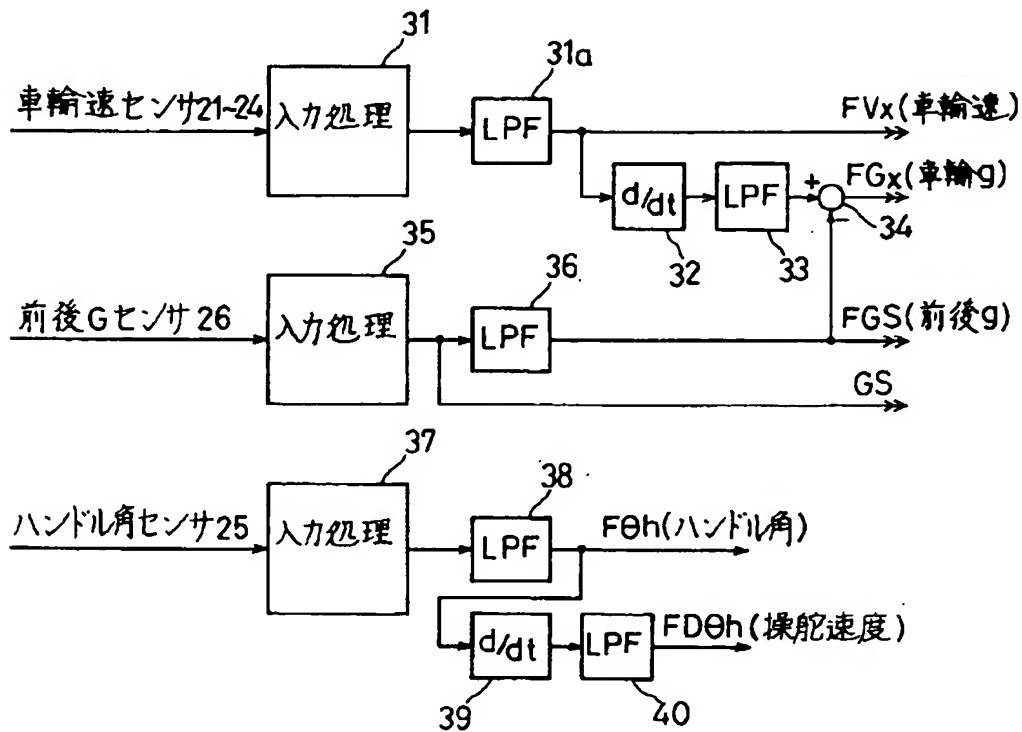 31
31a
車輪速センサ21~24
入力処理
LPF
FVx(車輪速)
d/dt
LPF
+
-
FGx(車輪g)
32
33
34
35
36
前後Gセンサ26
入力処理
LPF
FGS(前後g)
GS
37
38
ハンドル角センサ25
入力処理
LPF
Fθh(ハンドル角)
d/dt
LPF
FDθh(操舵速度)
39
40